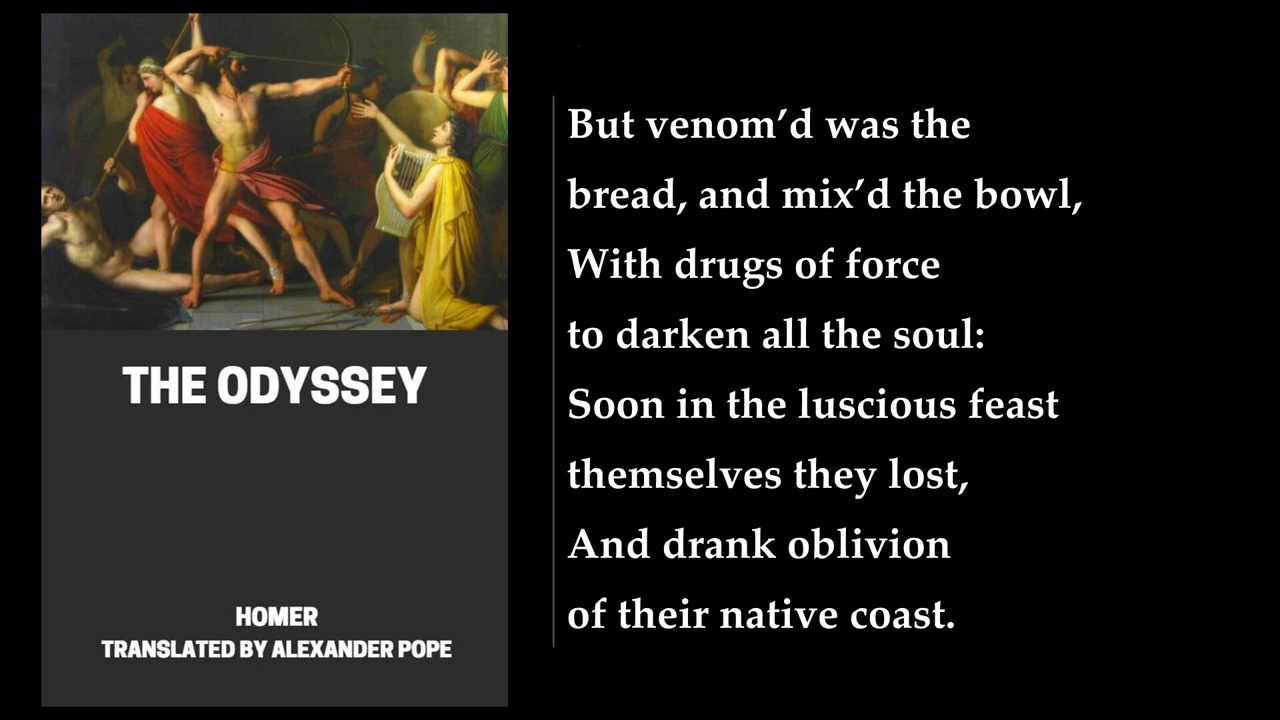 THE ODYSSEY
HOMER
TRANSLATED BY ALEXANDER POPE
But venom’d was the
bread, and mix’d the bowl,
With drugs of force
to darken all the soul:
Soon in the luscious feast
themselves they lost,
And drank oblivion
of their native coast.